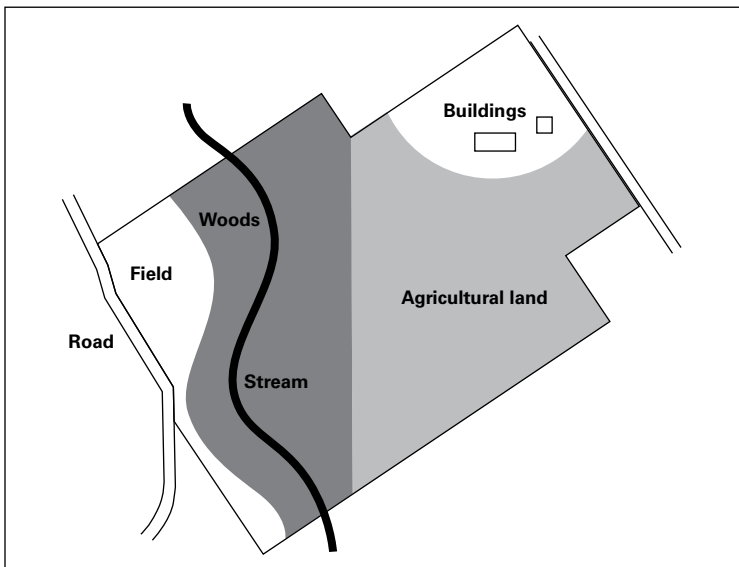 Buildings
Woods
Field
Agricultural land
Road
Stream